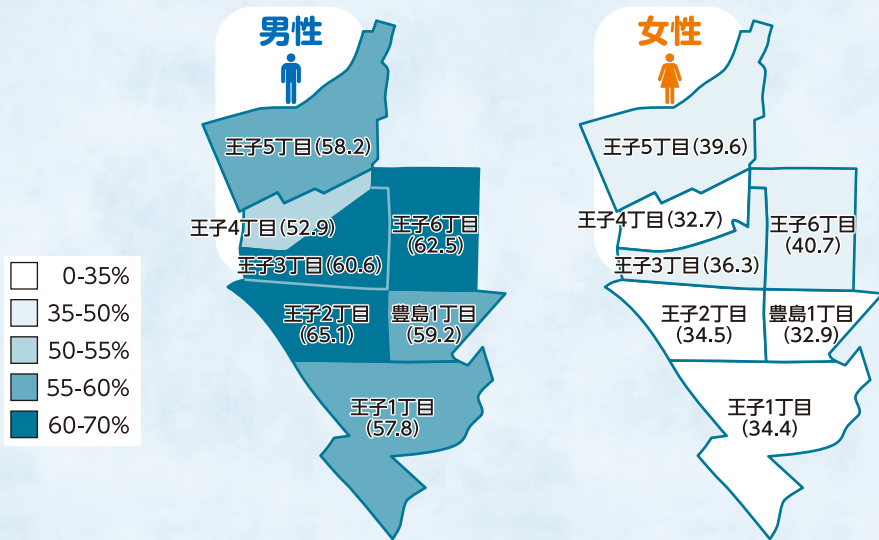 男性
王子5丁目(58.2)
王子4丁目(52.9)
王子6丁目
(62.5)
王子3丁目(60.6)
王子2丁目
(65.1)
豊島1丁目
(59.2)
王子1丁目
(57.8)
女性
王子5丁目(39.6)
王子4丁目(32.7)
王子6丁目
(40.7)
王子3丁目(36.3)
王子2丁目
(34.5)
豊島1丁目
(32.9)
王子1丁目
(34.4)
0-35%
35-50%
50-55%
55-60%
60-70%